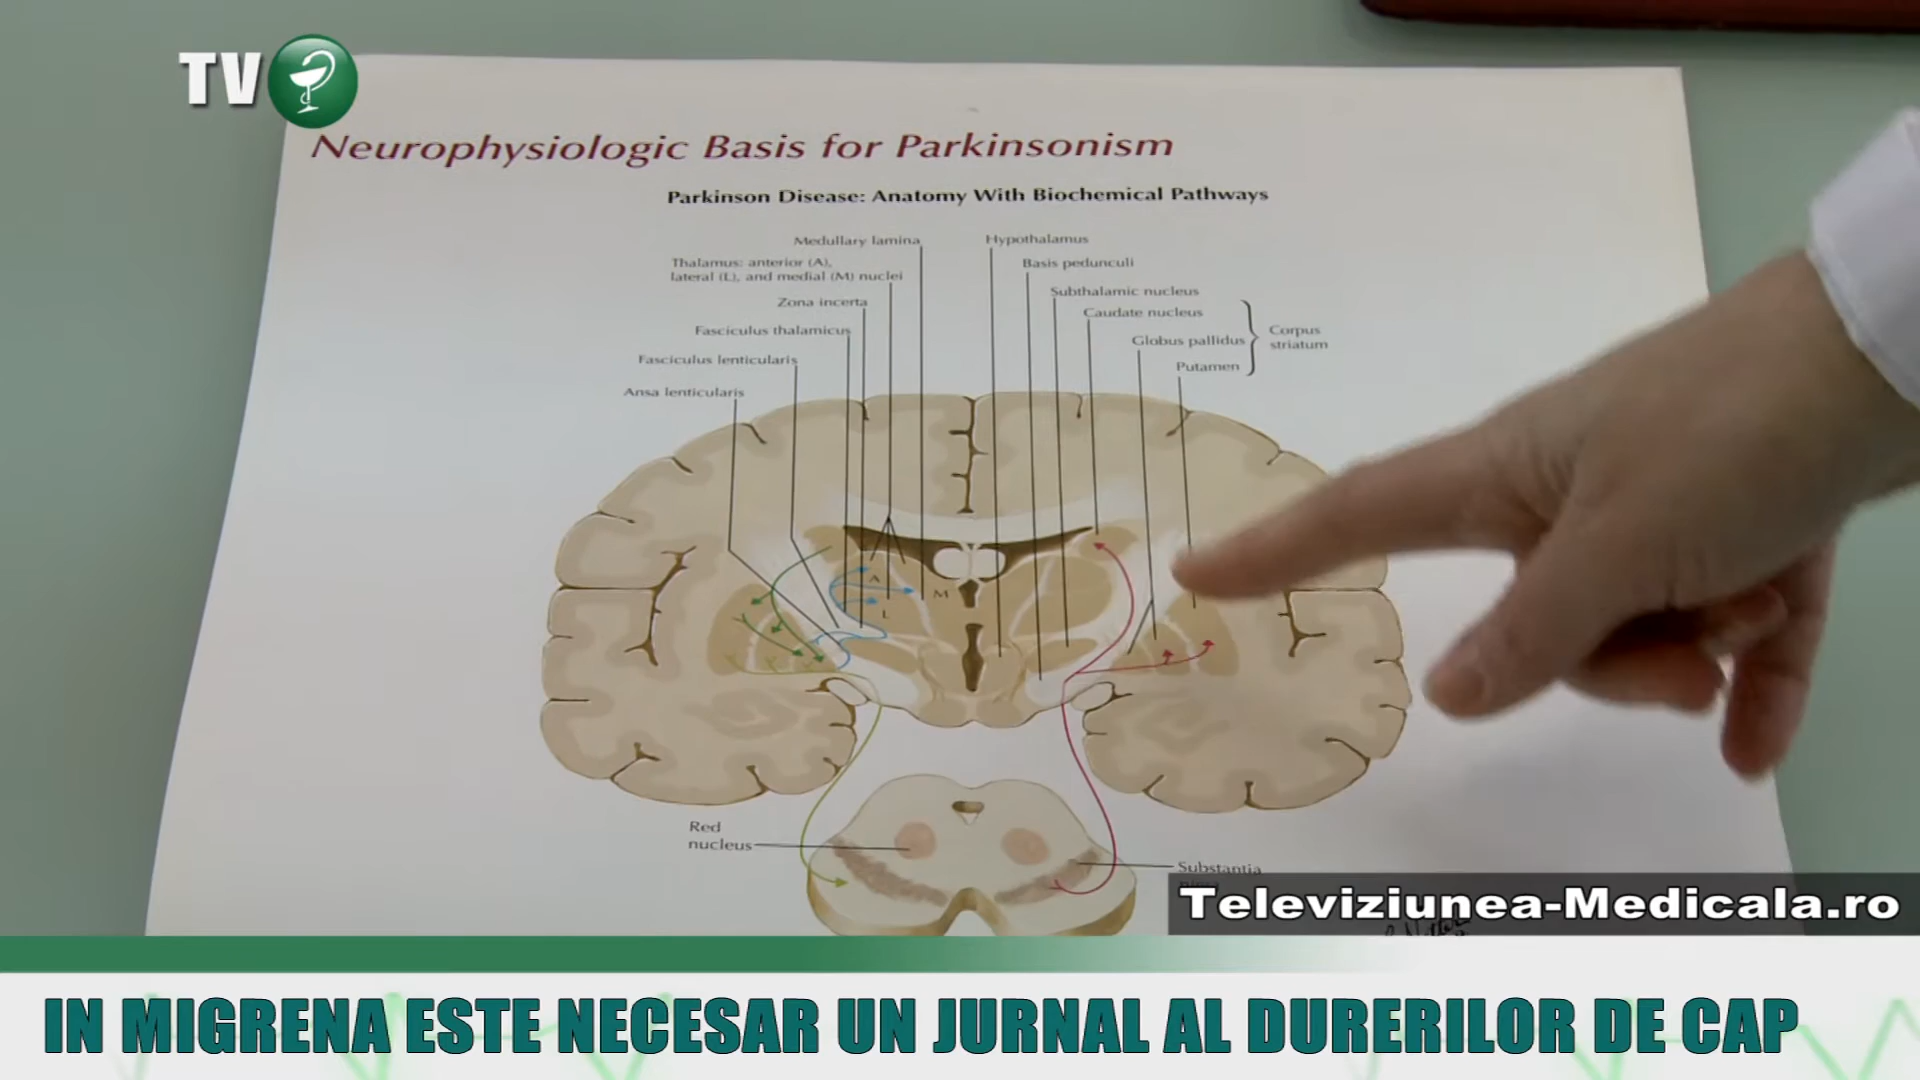 TV
Neurophysiologic Basis for Parkinsonism
Parkinson Disease: Anatomy With Biochemical Pathways
Medullary lamina
Thalamus: anterior (A),
lateral (L), and medial (M) nuclei
Zona incerta
Fasciculus thalamicus
Fasciculus lenticularis
Ansa lenticularis
Hypothalamus
Basis pedunculi
Subthalamic nucleus
Caudate nucleus
Globus pallidus
Putamen
Corpus
striatum
A
M
L
Red
nucleus
Substantia
Televiziunea-Medicala.ro
IN MIGRENA ESTE NECESAR UN JURNAL AL DURERILOR DE CAP